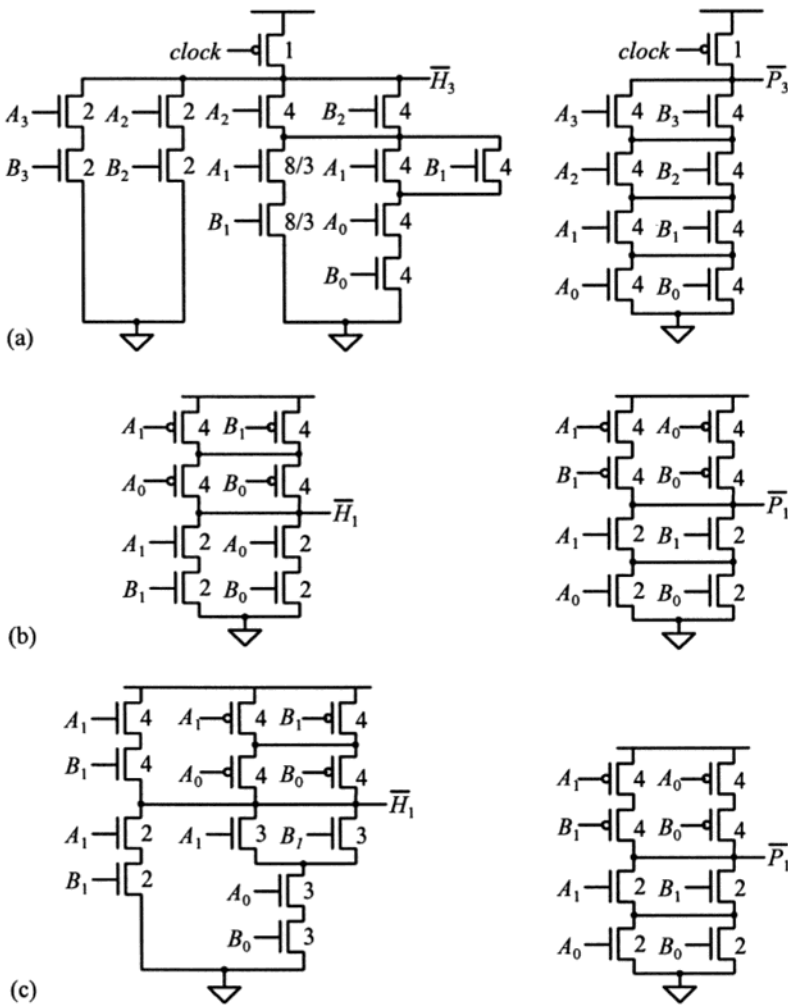 clock 1 clock 1
H̅₃ P̅₃
A₃ 2 A₂ 2 A₂ 4 B₂ 4 A₃ 4 B₃ 4
B₃ 2 B₂ 2 A₁ 8/3 A₁ 4 B₁ 4 A₂ 4 B₂ 4
B₁ 8/3 A₀ 4 A₁ 4 B₁ 4
B₀ 4 A₀ 4 B₀ 4
(a)
A₁ 4 B₁ 4 A₁ 4 A₀ 4
A₀ 4 B₀ 4 B₁ 4 B₀ 4
H̅₁ P̅₁
A₁ 2 A₀ 2 A₁ 2 B₁ 2
B₁ 2 B₀ 2 A₀ 2 B₀ 2
(b)
A₁ 4 A₁ 4 B₁ 4
B₁ 4 A₀ 4 B₀ 4 A₁ 4 A₀ 4
H̅₁ B₁ 4 B₀ 4
A₁ 2 A₁ 3 B₁ 3 P̅₁
B₁ 2 A₀ 3 A₁ 2 B₁ 2
B₀ 3 A₀ 2 B₀ 2
(c)